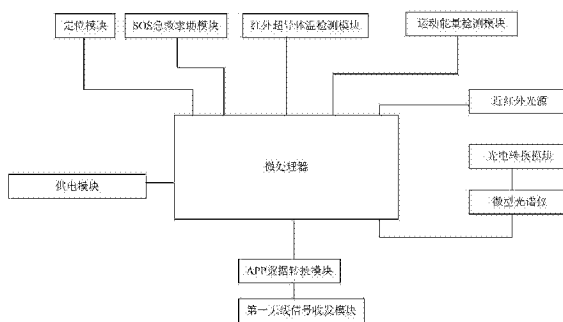 定位模块
SOS急救求助模块
红外超导体温检测模块
运动能量检测模块
近红外光源
微处理器
光电转换模块
供电模块
微型光谱仪
APP数据转换模块
第一无线信号收发模块